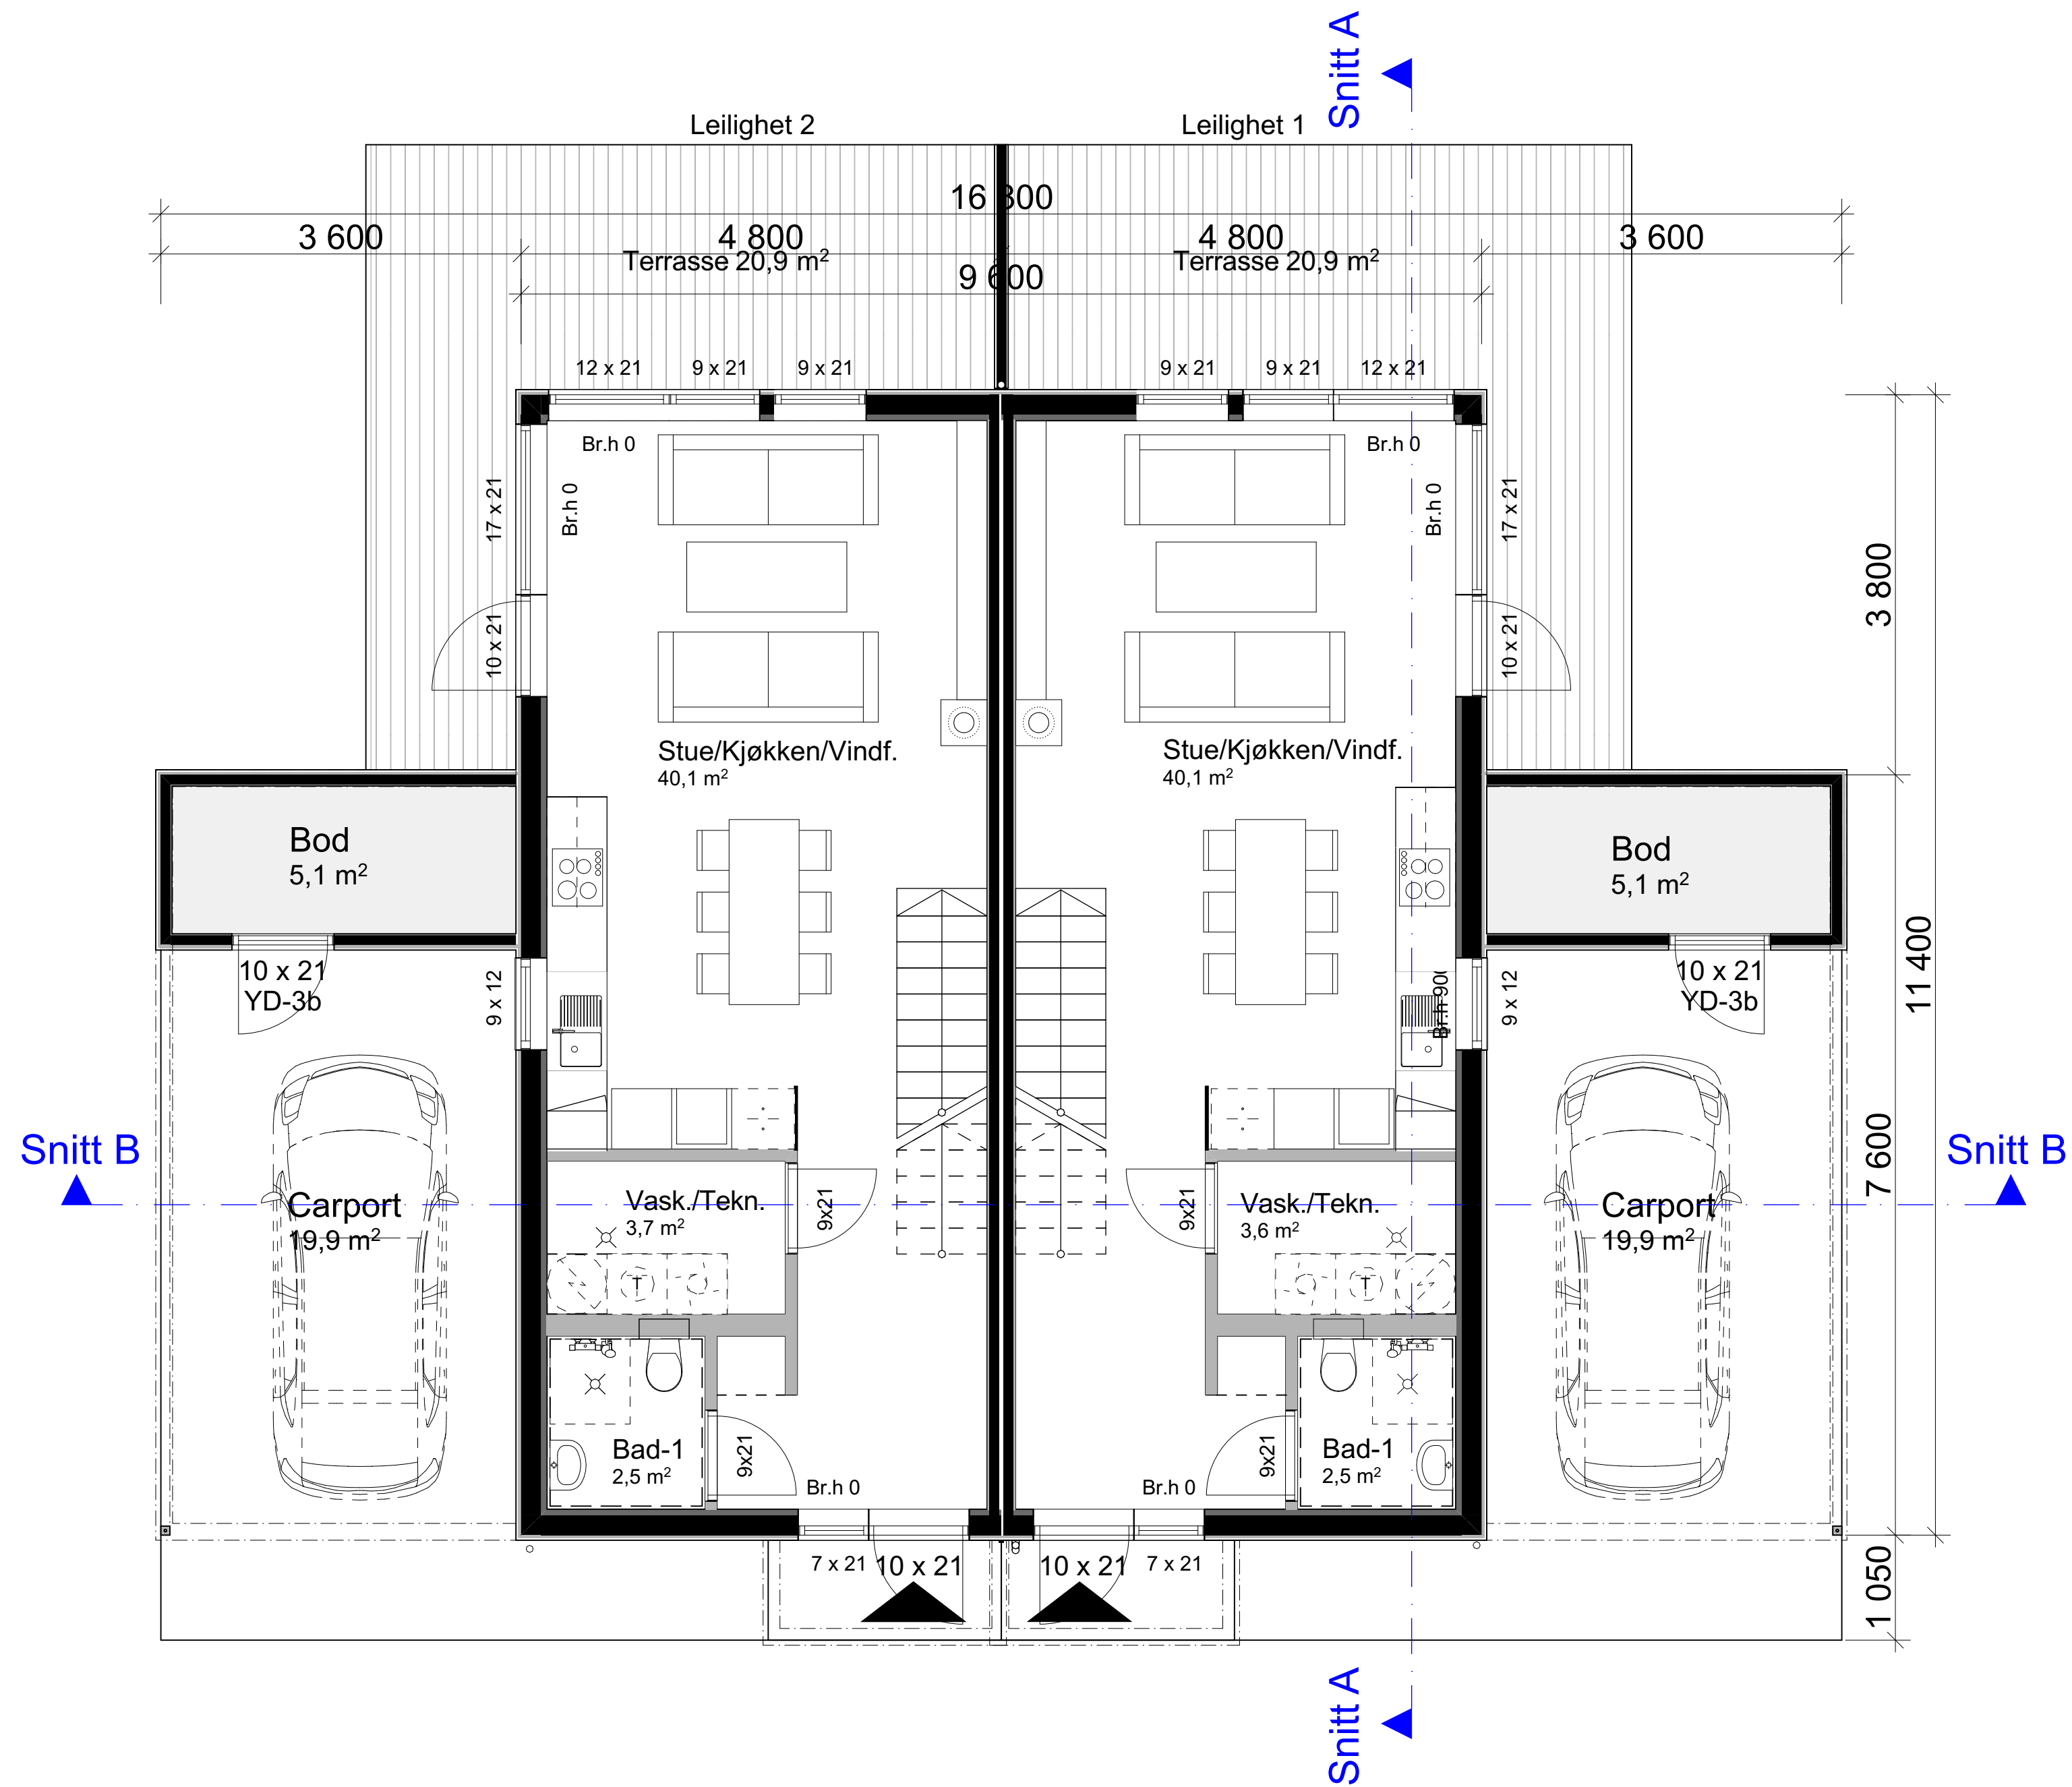 Snitt A
Leilighet 2
Leilighet 1
16 800
3 600
4 800
4 800
3 600
Terrasse 20,9 m²
Terrasse 20,9 m²
9 600
12 x 21
9 x 21
9 x 21
9 x 21
9 x 21
12 x 21
Br.h 0
Br.h 0
17 x 21
Br.h 0
Br.h 0
17 x 21
3 800
10 x 21
10 x 21
Stue/Kjøkken/Vindf.
40,1 m²
Stue/Kjøkken/Vindf.
40,1 m²
Bod
5,1 m²
Bod
5,1 m²
11 400
10 x 21
YD-3b
9 x 12
Br.h 900
9 x 12
10 x 21
YD-3b
Snitt B
7 600
Snitt B
Carport
19,9 m²
Vask./Tekn.
3,7 m²
9x21
9x21
Vask./Tekn.
3,6 m²
Carport
19,9 m²
T
T
Bad-1
2,5 m²
9x21
9x21
Bad-1
2,5 m²
Br.h 0
Br.h 0
7 x 21
10 x 21
10 x 21
7 x 21
1 050
Snitt A